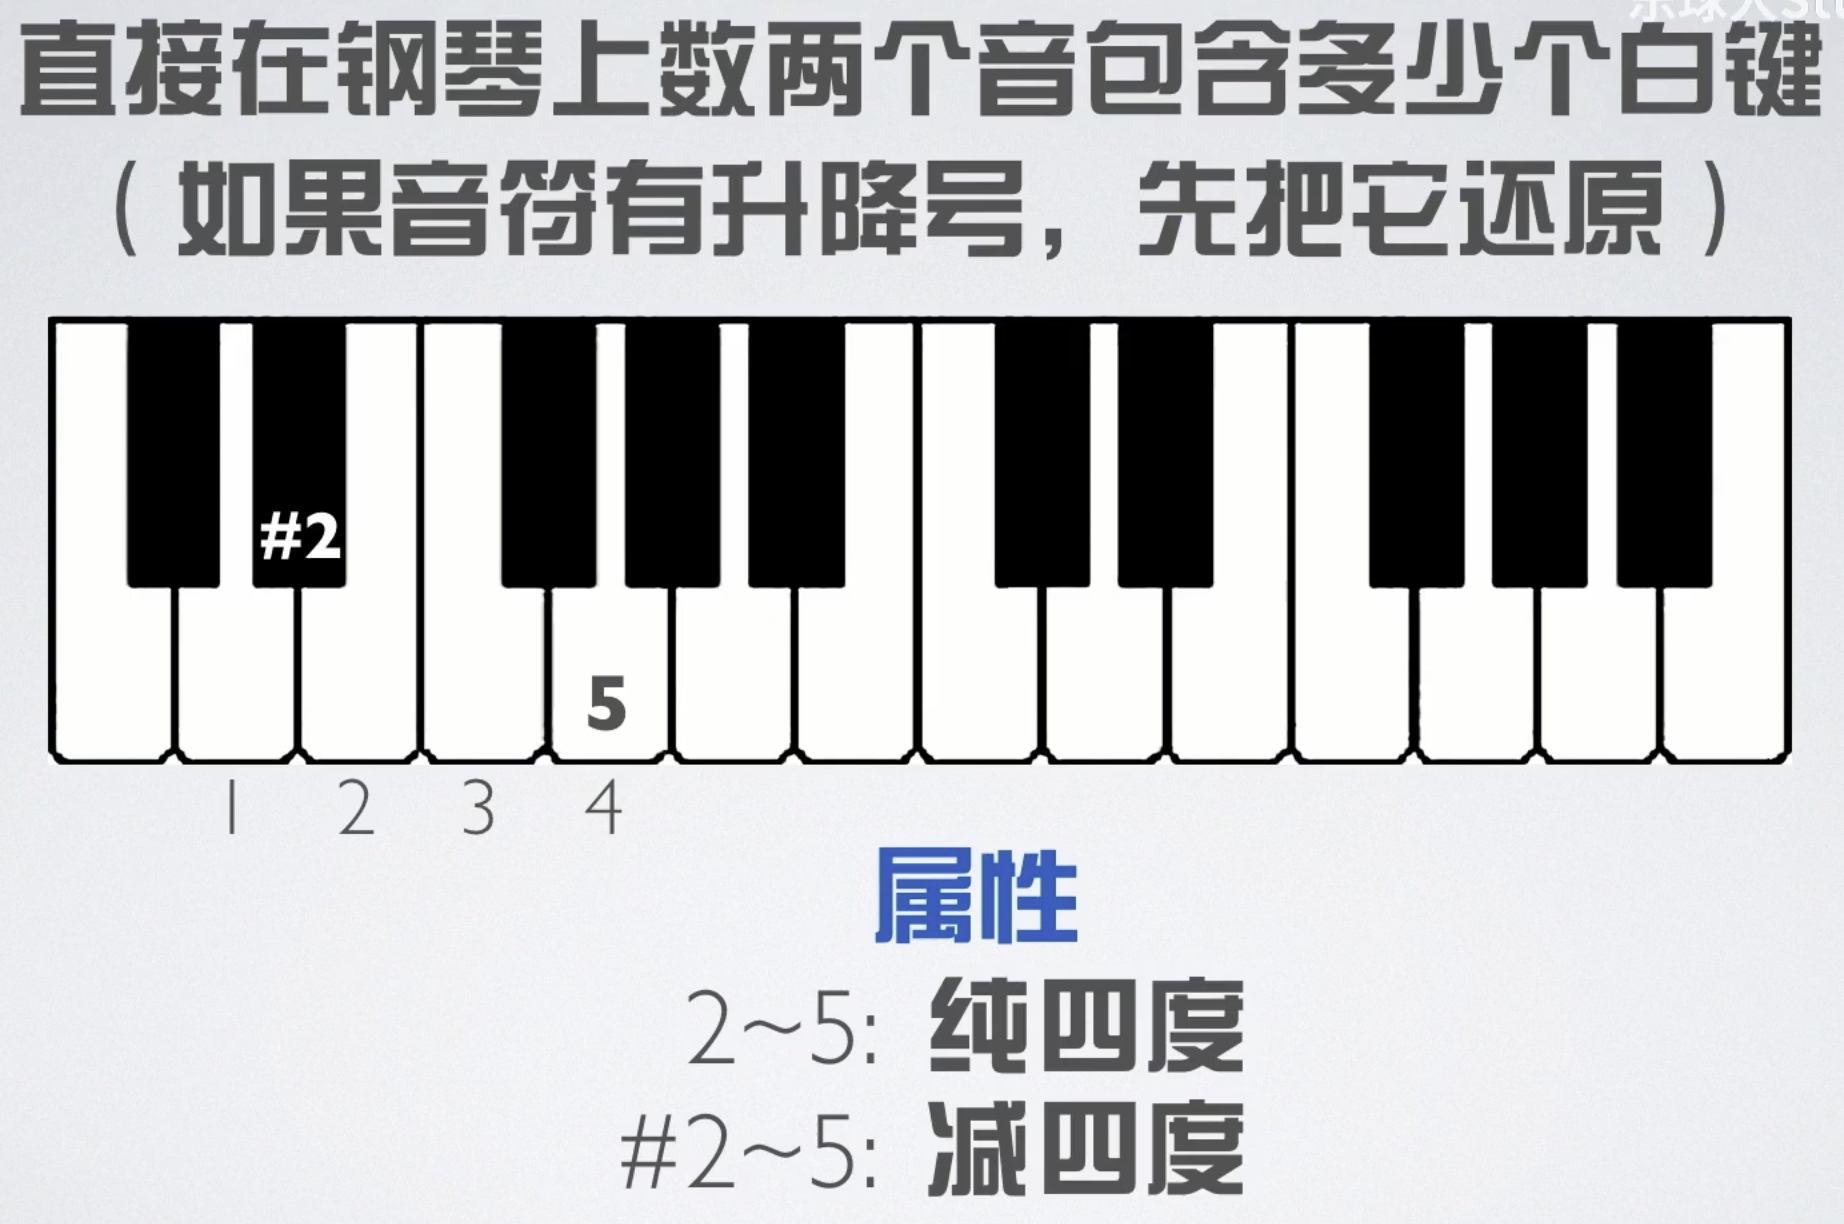 直接在钢琴上数两个音包含多少个白键
（如果音符有升降号，先把它还原）
#2
5
1 2 3 4
属性
2~5: 纯四度
#2~5: 减四度